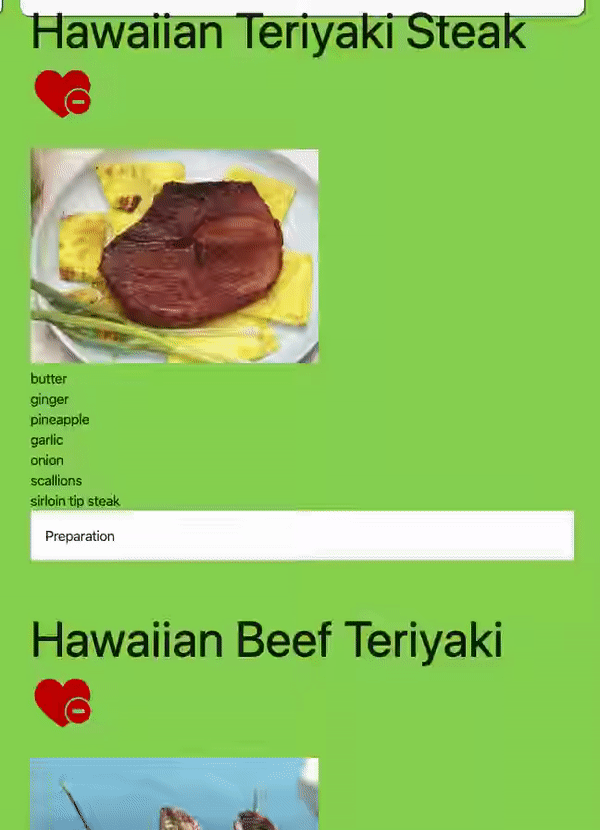 Hawaiian Teriyaki Steak
butter
ginger
pineapple
garlic
onion
scallions
sirloin tip steak
Preparation
Hawaiian Beef Teriyaki